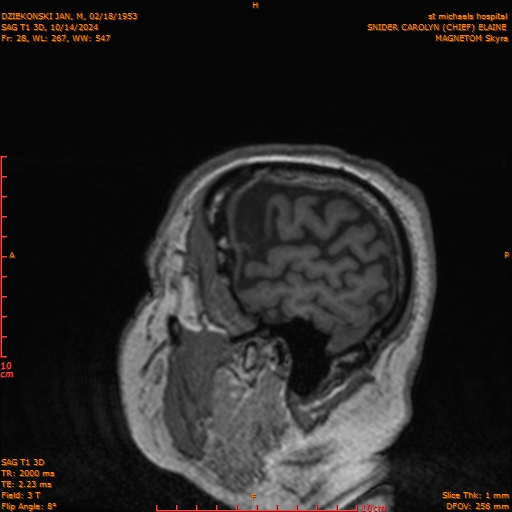 H
DZIEKONSKI JAN, M, 02/18/1953
SAG T1 3D, 10/14/2024
Fr: 28, WL: 267, WW: 547
st michaels hospital
SNIDER CAROLYN (CHIEF) ELAINE
MAGNETOM Skyra
A
P
10
cm
SAG T1 3D
TR: 2000 ms
TE: 2.23 ms
Field: 3 T
Flip Angle: 8°
F
10cm
Slice Thk: 1 mm
DFOV: 256 mm